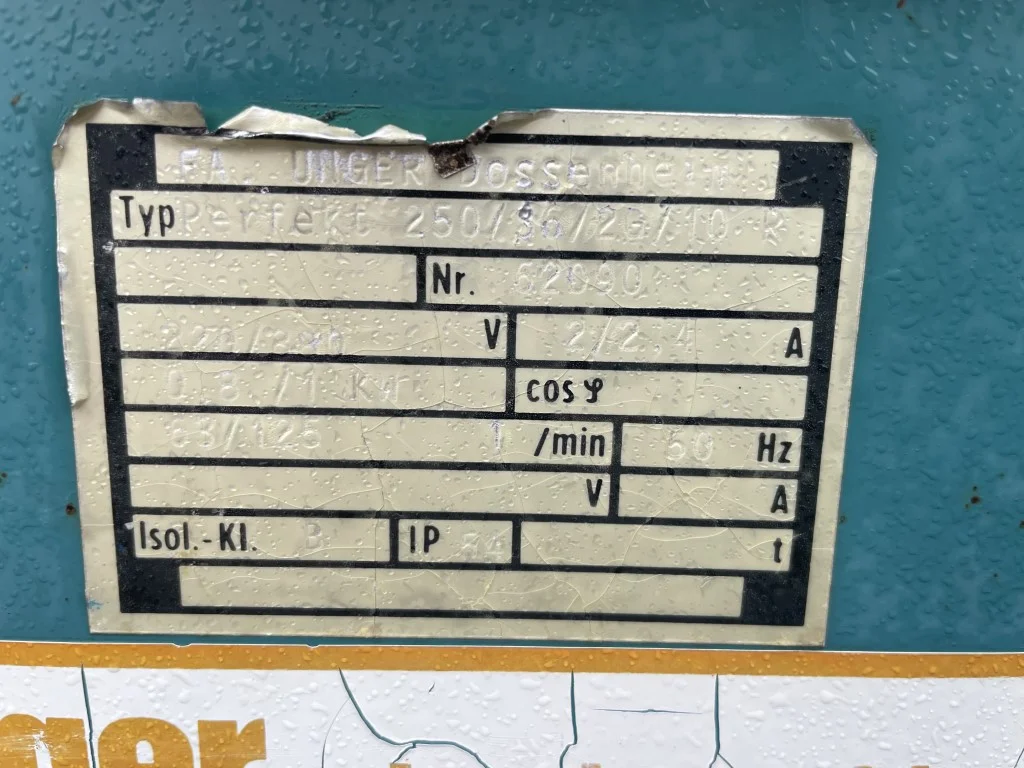 FA UNGER Dossenheim
Typ Perfekt 250/36/2G/10 R
Nr. 62090
220/380 V 2/2,4 A
0,8 /1 Kw cos φ
63/125 1 /min 50 Hz
V A
Isol.-Kl. B IP t
ger